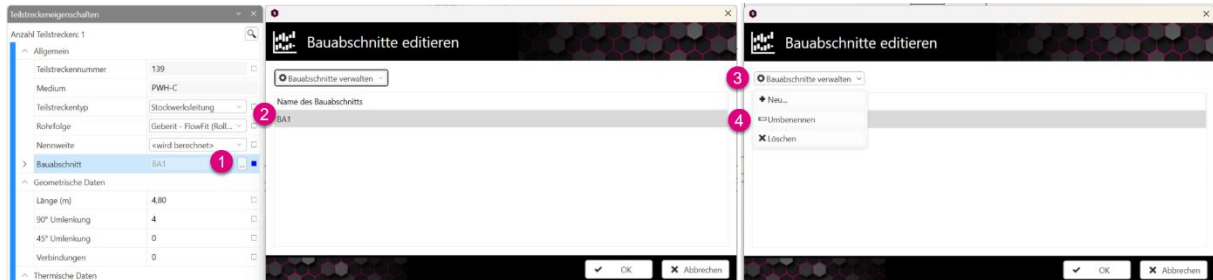 Teilstreckeneigenschaften
Anzahl Teilstrecken: 1
Allgemein
Teilstreckennummer 139
Medium PWH-C
Teilstreckentyp Stockwerksleitung
Rohrfolge Geberit - FlowFit (Roll...
Nennweite <wird berechnet>
Bauabschnitt BA1 1 ...
Geometrische Daten
Länge (m) 4,80
90° Umlenkung 4
45° Umlenkung 0
Verbindungen 0
Thermische Daten
Bauabschnitte editieren
Bauabschnitte verwalten
Name des Bauabschnitts
2
BA1
OK Abbrechen
Bauabschnitte editieren
3 Bauabschnitte verwalten
Neu...
4 Umbenennen
Löschen
OK Abbrechen